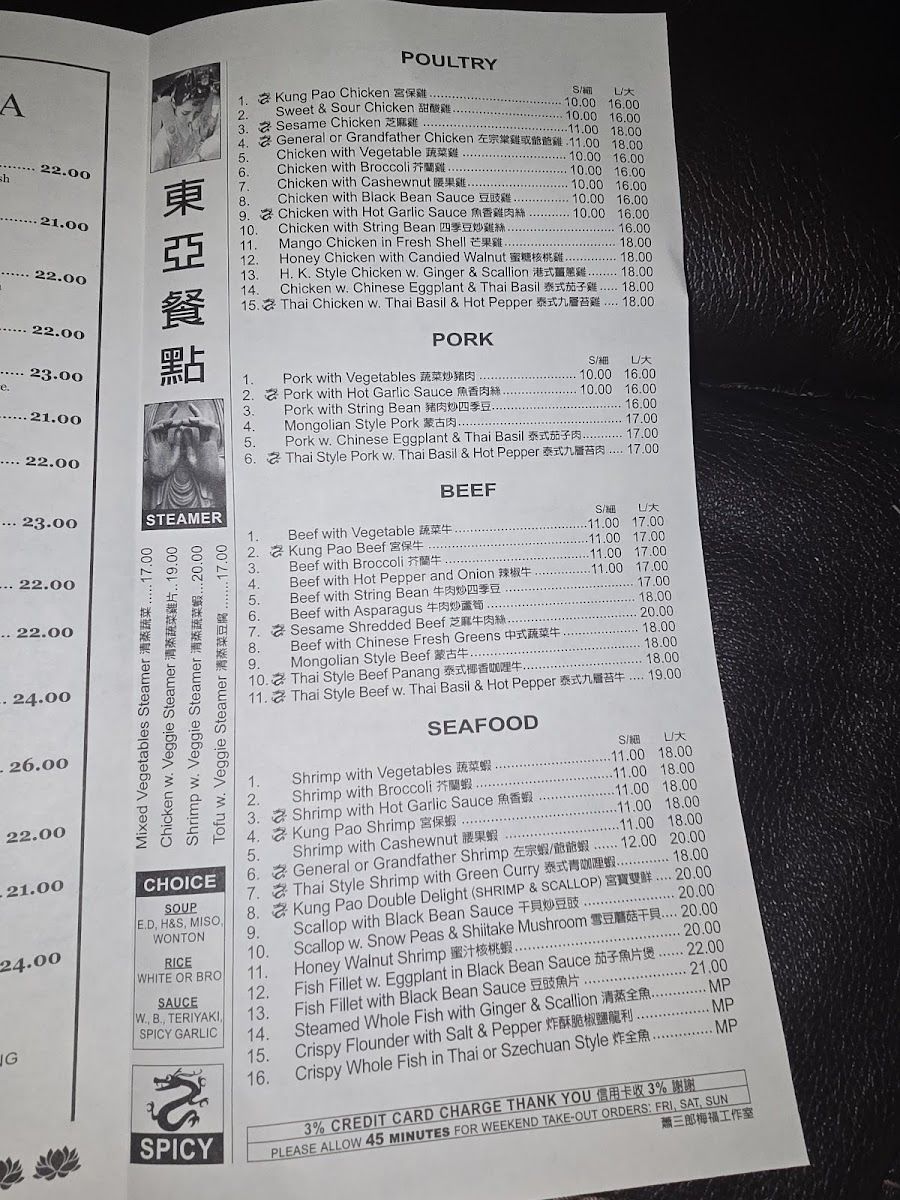 A
22.00
sh
21.00
22.00
22.00
23.00
e.
21.00
22.00
23.00
22.00
22.00
24.00
26.00
22.00
21.00
24.00
NG
東亞餐點
STEAMER
Mixed Vegetables Steamer 清蒸蔬菜 ......17.00
Chicken w. Veggie Steamer 清蒸蔬菜雞片..19.00
Shrimp w. Veggie Steamer 清蒸蔬菜蝦...20.00
Tofu w. Veggie Steamer 清蒸菜豆腐 ........17.00
CHOICE
SOUP
E.D, H&S, MISO,
WONTON
RICE
WHITE OR BRO
SAUCE
W., B., TERIYAKI,
SPICY GARLIC
SPICY
POULTRY
S/細 L/大
1. Kung Pao Chicken 宮保雞 10.00 16.00
2. Sweet & Sour Chicken 甜酸雞 10.00 16.00
3. Sesame Chicken 芝麻雞 11.00 18.00
4. General or Grandfather Chicken 左宗棠雞或爺爺雞 11.00 18.00
5. Chicken with Vegetable 蔬菜雞 10.00 16.00
6. Chicken with Broccoli 芥蘭雞 10.00 16.00
7. Chicken with Cashewnut 腰果雞 10.00 16.00
8. Chicken with Black Bean Sauce 豆豉雞 10.00 16.00
9. Chicken with Hot Garlic Sauce 魚香雞肉絲 10.00 16.00
10. Chicken with String Bean 四季豆炒雞絲 16.00
11. Mango Chicken in Fresh Shell 芒果雞 18.00
12. Honey Chicken with Candied Walnut 蜜糖核桃雞 18.00
13. H. K. Style Chicken w. Ginger & Scallion 港式薑蔥雞 18.00
14. Chicken w. Chinese Eggplant & Thai Basil 泰式茄子雞 18.00
15. Thai Chicken w. Thai Basil & Hot Pepper 泰式九層苔雞 18.00
PORK
S/細 L/大
1. Pork with Vegetables 蔬菜炒豬肉 10.00 16.00
2. Pork with Hot Garlic Sauce 魚香肉絲 10.00 16.00
3. Pork with String Bean 豬肉炒四季豆 16.00
4. Mongolian Style Pork 蒙古肉 17.00
5. Pork w. Chinese Eggplant & Thai Basil 泰式茄子肉 17.00
6. Thai Style Pork w. Thai Basil & Hot Pepper 泰式九層苔肉 17.00
BEEF
S/細 L/大
1. Beef with Vegetable 蔬菜牛 11.00 17.00
2. Kung Pao Beef 宮保牛 11.00 17.00
3. Beef with Broccoli 芥蘭牛 11.00 17.00
4. Beef with Hot Pepper and Onion 辣椒牛 11.00 17.00
5. Beef with String Bean 牛肉炒四季豆 17.00
6. Beef with Asparagus 牛肉炒蘆筍 18.00
7. Sesame Shredded Beef 芝麻牛肉絲 20.00
8. Beef with Chinese Fresh Greens 中式蔬菜牛 18.00
9. Mongolian Style Beef 蒙古牛 18.00
10. Thai Style Beef Panang 泰式椰香咖哩牛 18.00
11. Thai Style Beef w. Thai Basil & Hot Pepper 泰式九層苔牛 19.00
SEAFOOD
S/細 L/大
1. Shrimp with Vegetables 蔬菜蝦 11.00 18.00
2. Shrimp with Broccoli 芥蘭蝦 11.00 18.00
3. Shrimp with Hot Garlic Sauce 魚香蝦 11.00 18.00
4. Kung Pao Shrimp 宮保蝦 11.00 18.00
5. Shrimp with Cashewnut 腰果蝦 11.00 18.00
6. General or Grandfather Shrimp 左宗蝦/爺爺蝦 12.00 20.00
7. Thai Style Shrimp with Green Curry 泰式青咖哩蝦 18.00
8. Kung Pao Double Delight (SHRIMP & SCALLOP) 宮寶雙鮮 20.00
9. Scallop with Black Bean Sauce 干貝炒豆豉 20.00
10. Scallop w. Snow Peas & Shiitake Mushroom 雪豆蘑菇干貝 20.00
11. Honey Walnut Shrimp 蜜汁核桃蝦 20.00
12. Fish Fillet w. Eggplant in Black Bean Sauce 茄子魚片煲 22.00
13. Fish Fillet with Black Bean Sauce 豆豉魚片 21.00
14. Steamed Whole Fish with Ginger & Scallion 清蒸全魚 MP
15. Crispy Flounder with Salt & Pepper 炸酥脆椒鹽龍利 MP
16. Crispy Whole Fish in Thai or Szechuan Style 炸全魚 MP
3% CREDIT CARD CHARGE THANK YOU 信用卡收 3% 謝謝
PLEASE ALLOW 45 MINUTES FOR WEEKEND TAKE-OUT ORDERS: FRI, SAT, SUN
蕭三郎梅福工作室